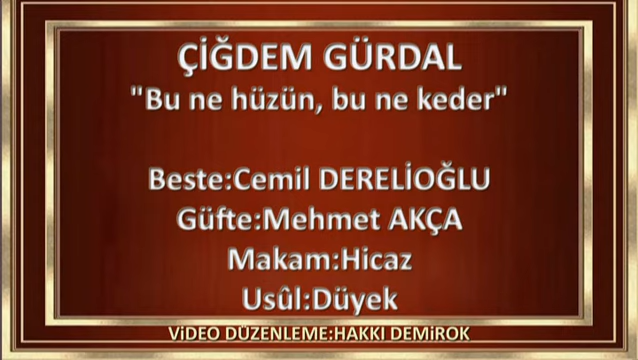 ÇİĞDEM GÜRDAL
"Bu ne hüzün, bu ne keder"
Beste:Cemil DERELİOĞLU
Güfte:Mehmet AKÇA
Makam:Hicaz
Usûl:Düyek
ViDEO DÜZENLEME:HAKKI DEMiROK